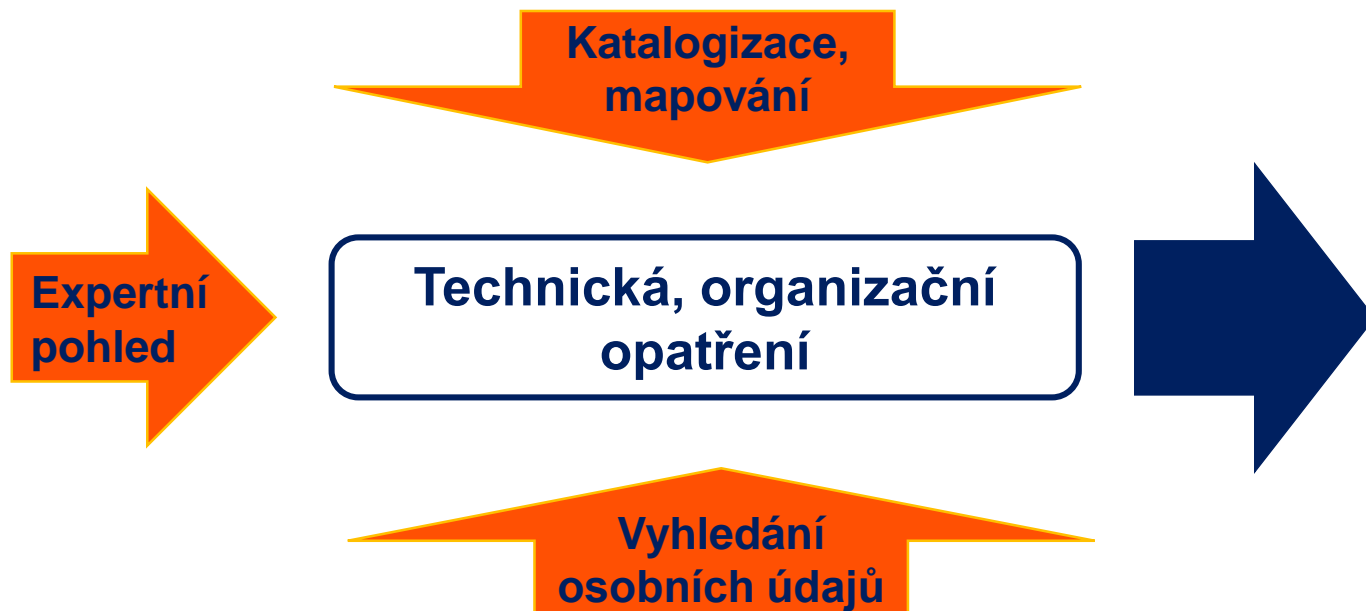 Katalogizace,
mapování
Expertní
pohled
Technická, organizační
opatření
Vyhledání
osobních údajů